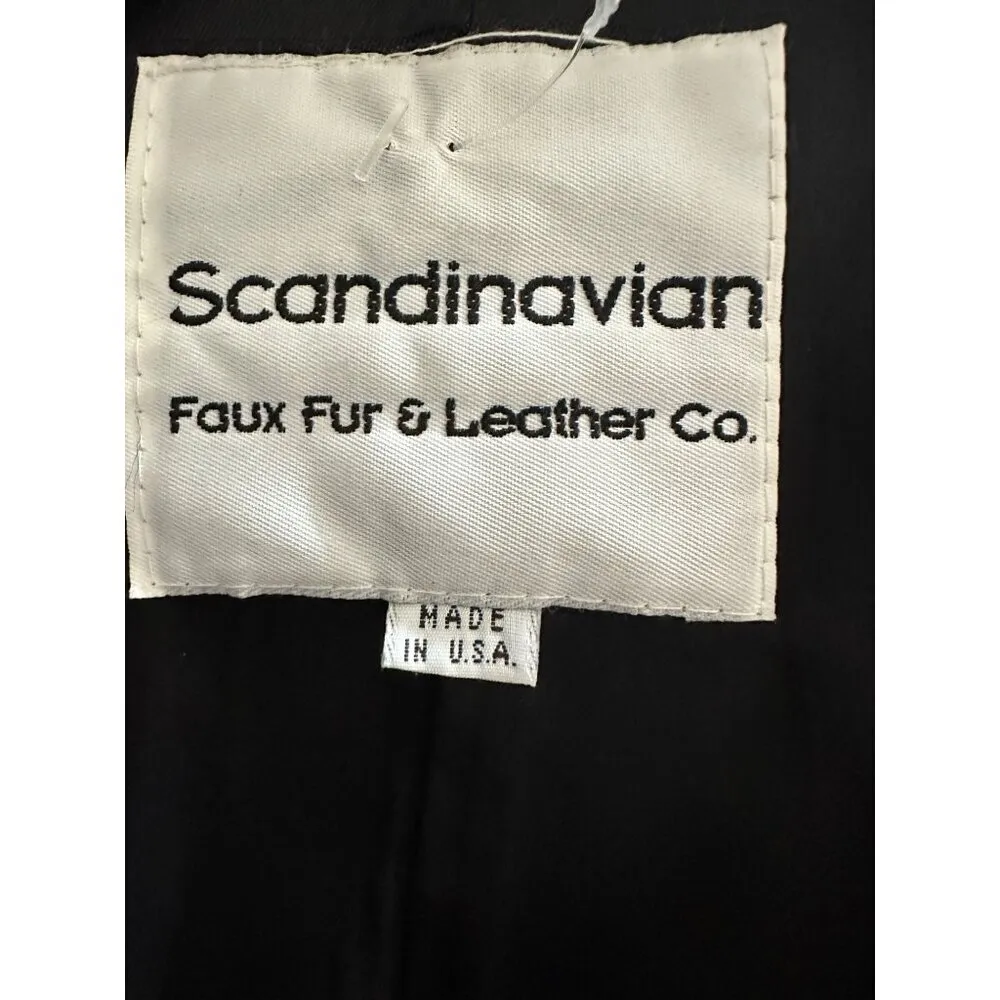 Scandinavian
Faux Fur & Leather Co.
MADE
IN U.S.A.